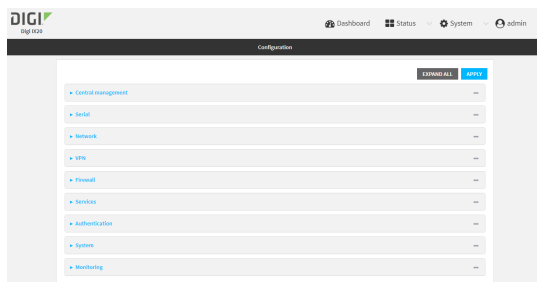 DIGI
Digi IX20
Dashboard Status System admin
Configuration
EXPAND ALL APPLY
Central management
Serial
Network
VPN
Firewall
Services
Authentication
System
Monitoring